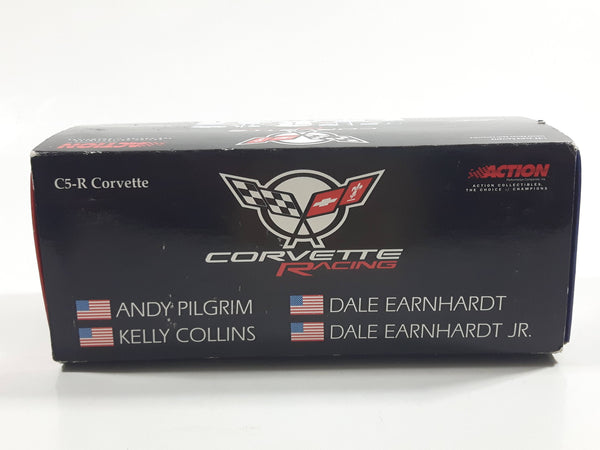 ACTION
C5-R Corvette
ACTION
ACTION COLLECTIBLES,
THE CHOICE of CHAMPIONS
CORVETTE
RACING
ANDY PILGRIM
DALE EARNHARDT
KELLY COLLINS
DALE EARNHARDT JR.